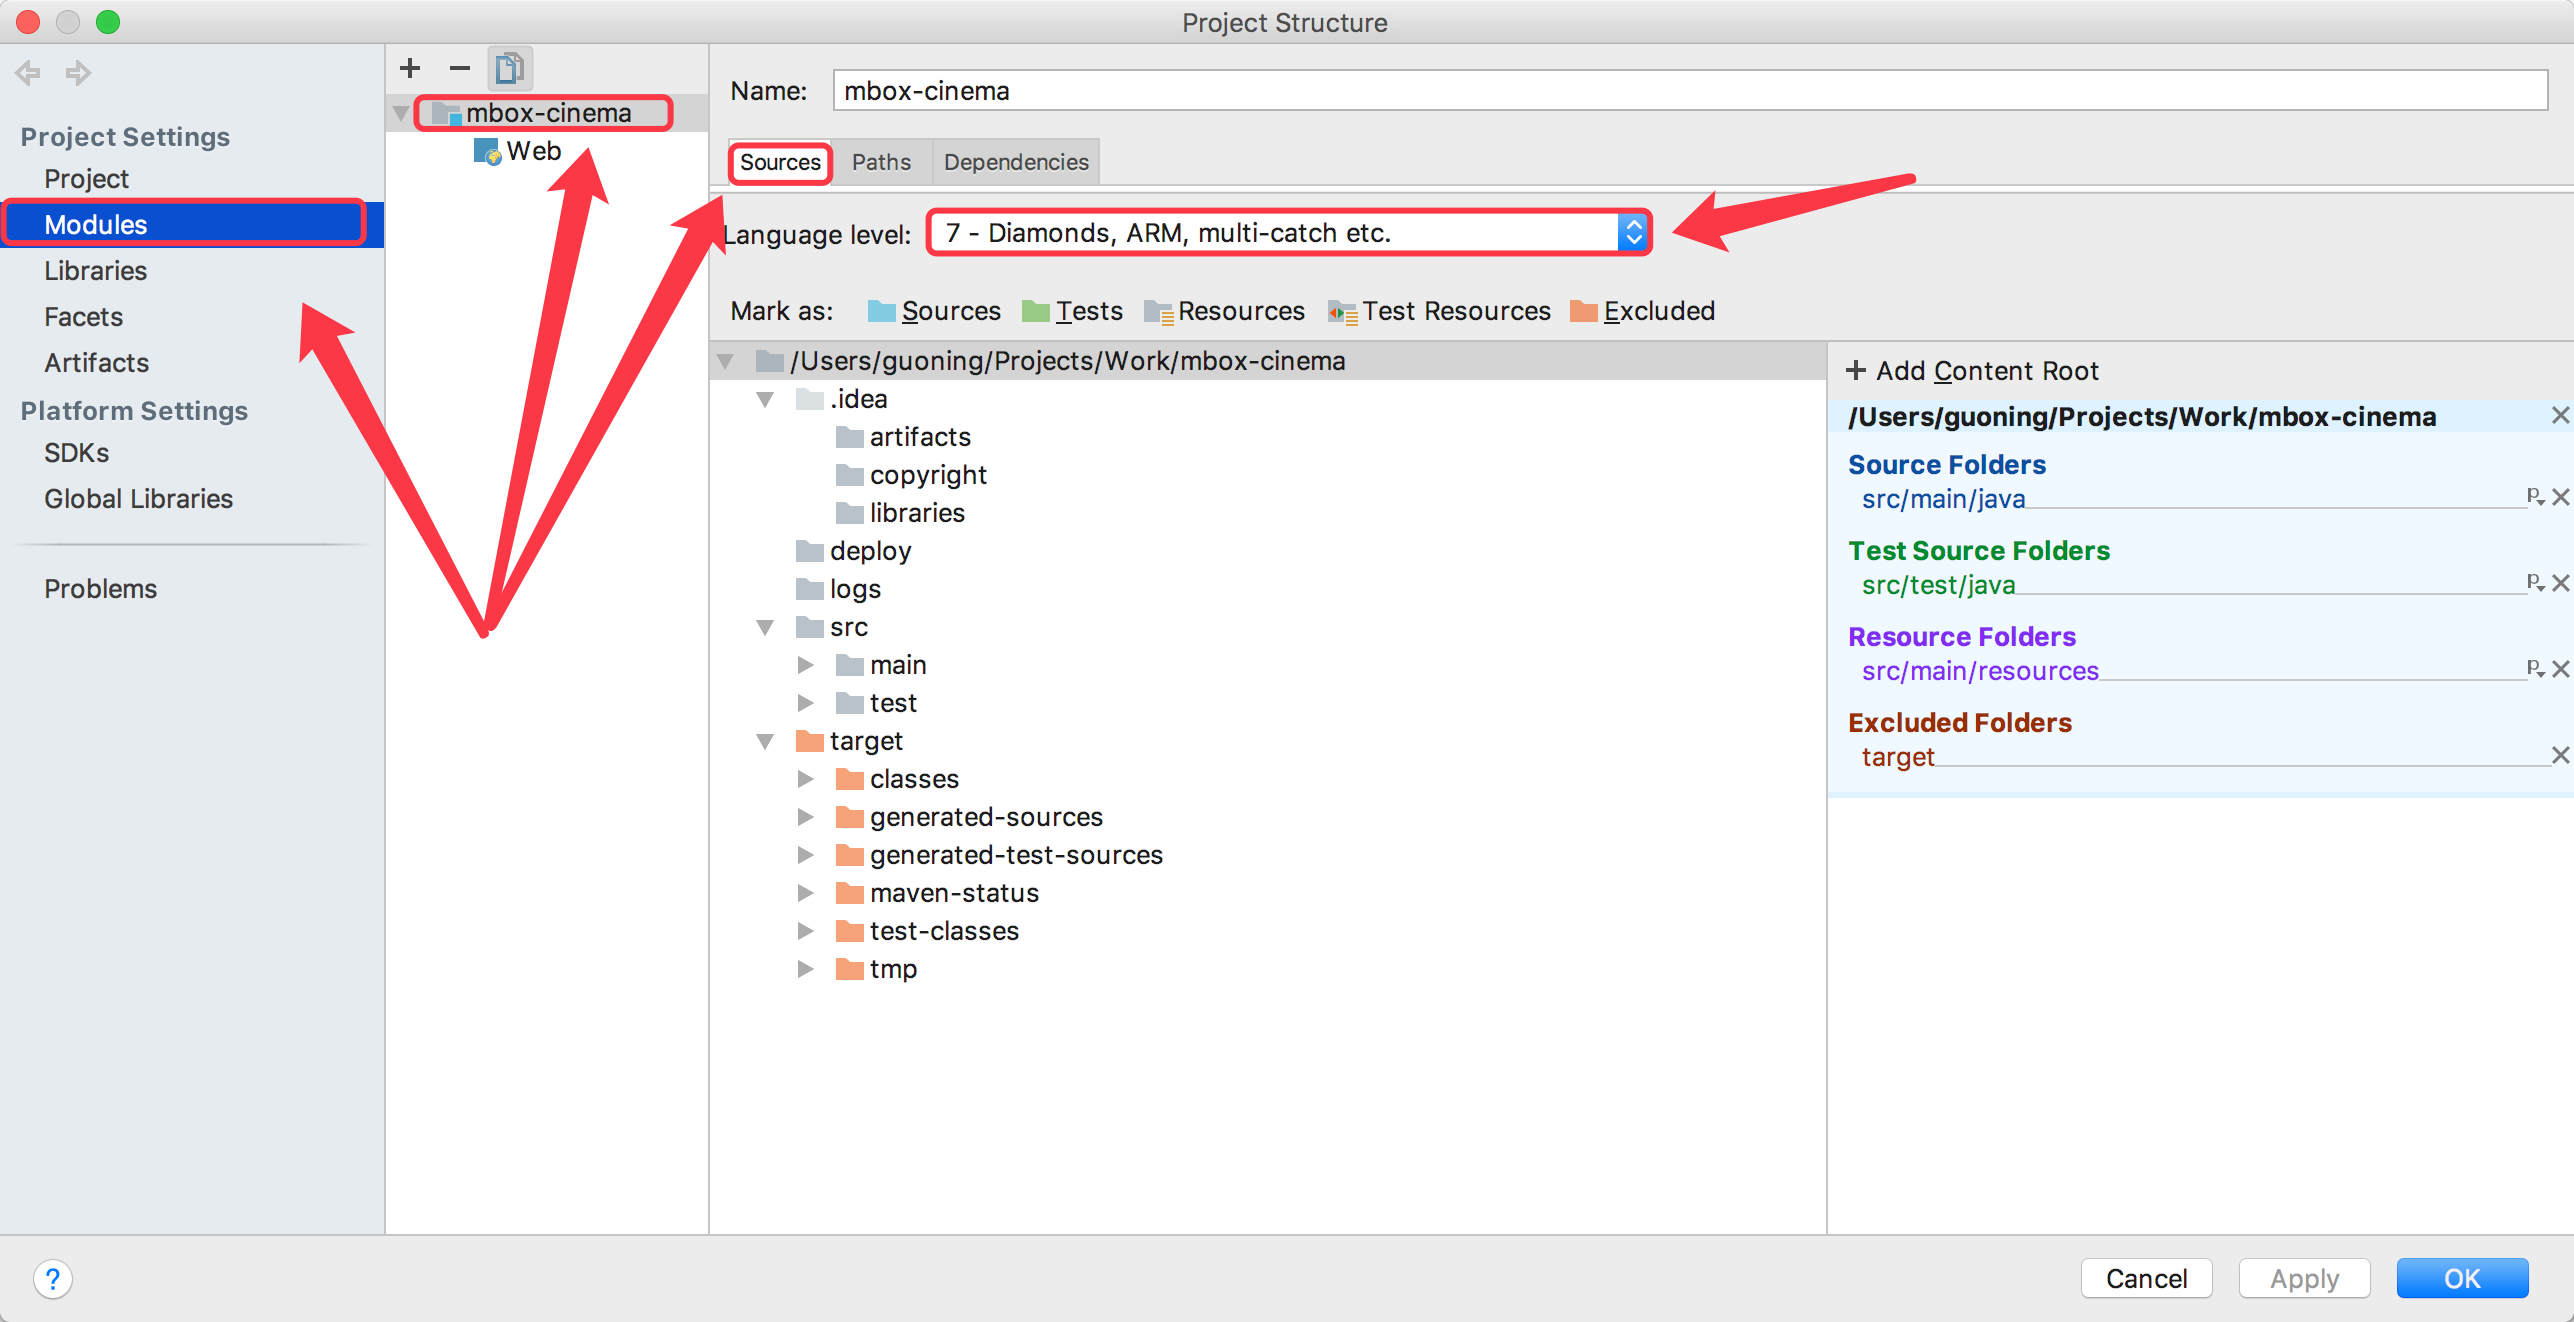 Project Structure
Project Settings
Project
Modules
Libraries
Facets
Artifacts
Platform Settings
SDKs
Global Libraries
Problems
mbox-cinema
Web
Name: mbox-cinema
Sources Paths Dependencies
Language level: 7 - Diamonds, ARM, multi-catch etc.
Mark as: Sources Tests Resources Test Resources Excluded
/Users/guoning/Projects/Work/mbox-cinema
.idea
artifacts
copyright
libraries
deploy
logs
src
main
test
target
classes
generated-sources
generated-test-sources
maven-status
test-classes
tmp
+ Add Content Root
/Users/guoning/Projects/Work/mbox-cinema
Source Folders
src/main/java
Test Source Folders
src/test/java
Resource Folders
src/main/resources
Excluded Folders
target
? Cancel Apply OK